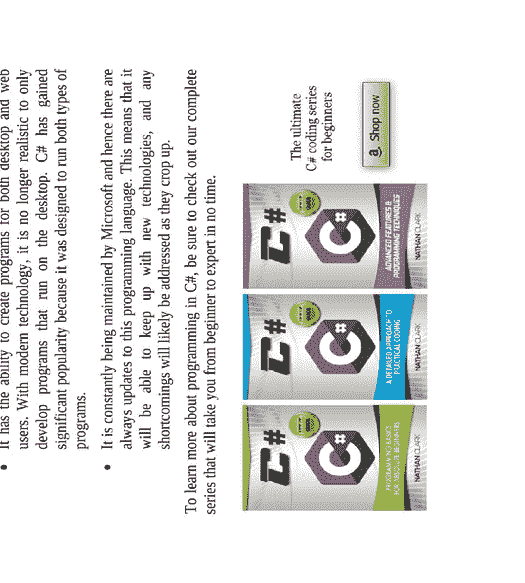 • It has the ability to create programs for both desktop and web
users. With modern technology, it is no longer realistic to only
develop programs that run on the desktop. C# has gained
significant popularity because it was designed to run both types of
programs.
• It is constantly being maintained by Microsoft and hence there are
always updates to this programming language. This means that it
will be able to keep up with new technologies, and any
shortcomings will likely be addressed as they crop up.
To learn more about programming in C#, be sure to check out our complete
series that will take you from beginner to expert in no time.
C#
C#
PROGRAMMING BASICS
FOR ABSOLUTE BEGINNERS
NATHAN CLARK
C#
C#
A DETAILED APPROACH TO
PRACTICAL CODING
NATHAN CLARK
C#
C#
ADVANCED FEATURES &
PROGRAMMING TECHNIQUES
NATHAN CLARK
The ultimate
C# coding series
for beginners
a Shop now